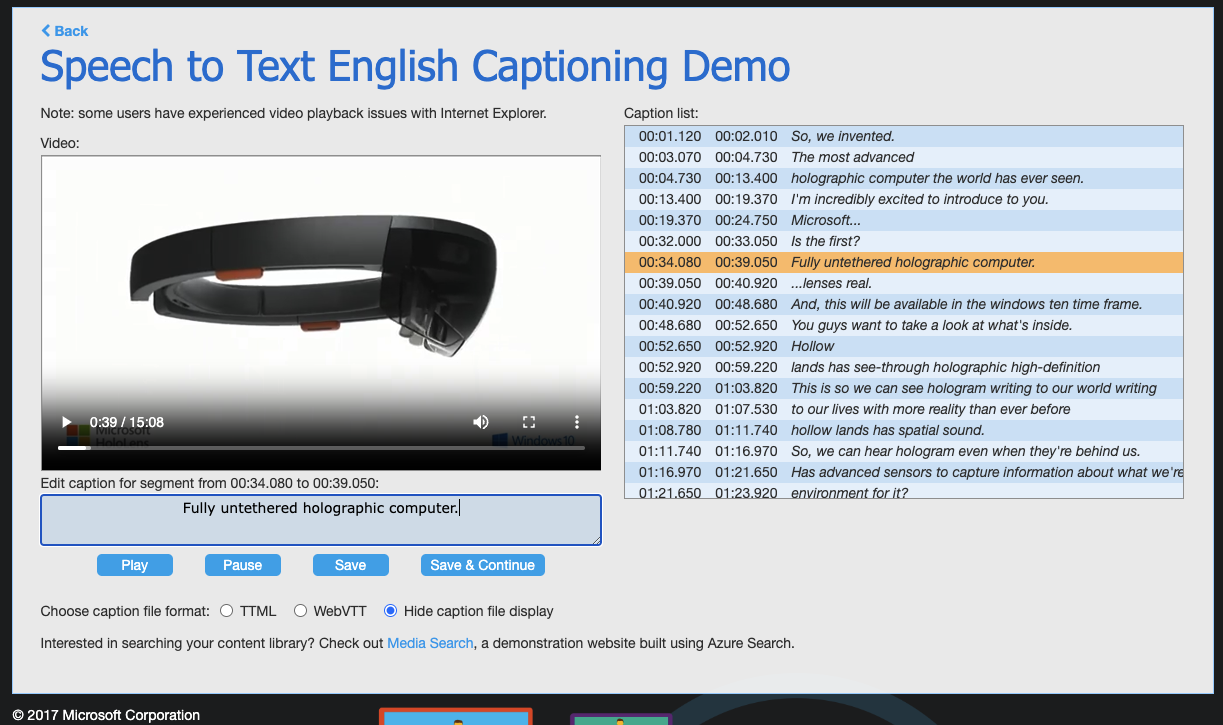 Back
Speech to Text English Captioning Demo
Note: some users have experienced video playback issues with Internet Explorer.
Video:
0:39 / 15:08
Microsoft
HoloLens
Windows 10
Edit caption for segment from 00:34.080 to 00:39.050:
Fully untethered holographic computer.
Play Pause Save Save & Continue
Caption list:
00:01.120 00:02.010 So, we invented.
00:03.070 00:04.730 The most advanced
00:04.730 00:13.400 holographic computer the world has ever seen.
00:13.400 00:19.370 I'm incredibly excited to introduce to you.
00:19.370 00:24.750 Microsoft...
00:32.000 00:33.050 Is the first?
00:34.080 00:39.050 Fully untethered holographic computer.
00:39.050 00:40.920 ...lenses real.
00:40.920 00:48.680 And, this will be available in the windows ten time frame.
00:48.680 00:52.650 You guys want to take a look at what's inside.
00:52.650 00:52.920 Hollow
00:52.920 00:59.220 lands has see-through holographic high-definition
00:59.220 01:03.820 This is so we can see hologram writing to our world writing
01:03.820 01:07.530 to our lives with more reality than ever before
01:08.780 01:11.740 hollow lands has spatial sound.
01:11.740 01:16.970 So, we can hear hologram even when they're behind us.
01:16.970 01:21.650 Has advanced sensors to capture information about what we're
01:21.650 01:23.920 environment for it?
Choose caption file format: TTML WebVTT Hide caption file display
Interested in searching your content library? Check out Media Search, a demonstration website built using Azure Search.
© 2017 Microsoft Corporation